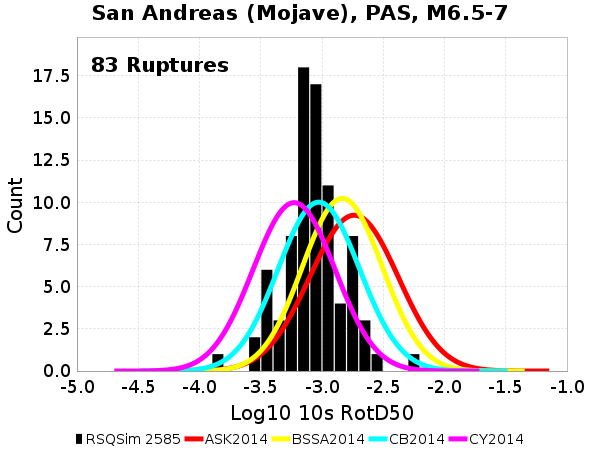 San Andreas (Mojave), PAS, M6.5-7
83 Ruptures
Count
17.5
15.0
12.5
10.0
7.5
5.0
2.5
0.0
-5.0 -4.5 -4.0 -3.5 -3.0 -2.5 -2.0 -1.5 -1.0
Log10 10s RotD50
RSQSim 2585 ASK2014 BSSA2014 CB2014 CY2014